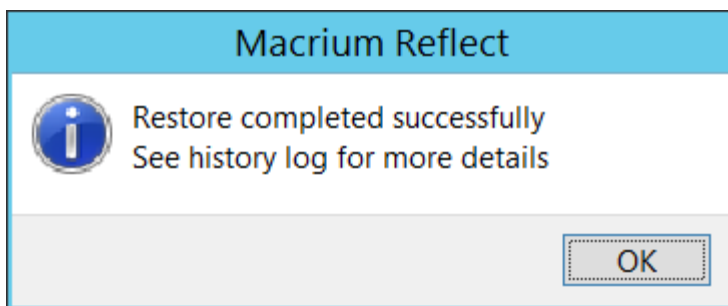 Macrium Reflect
Restore completed successfully
See history log for more details
OK